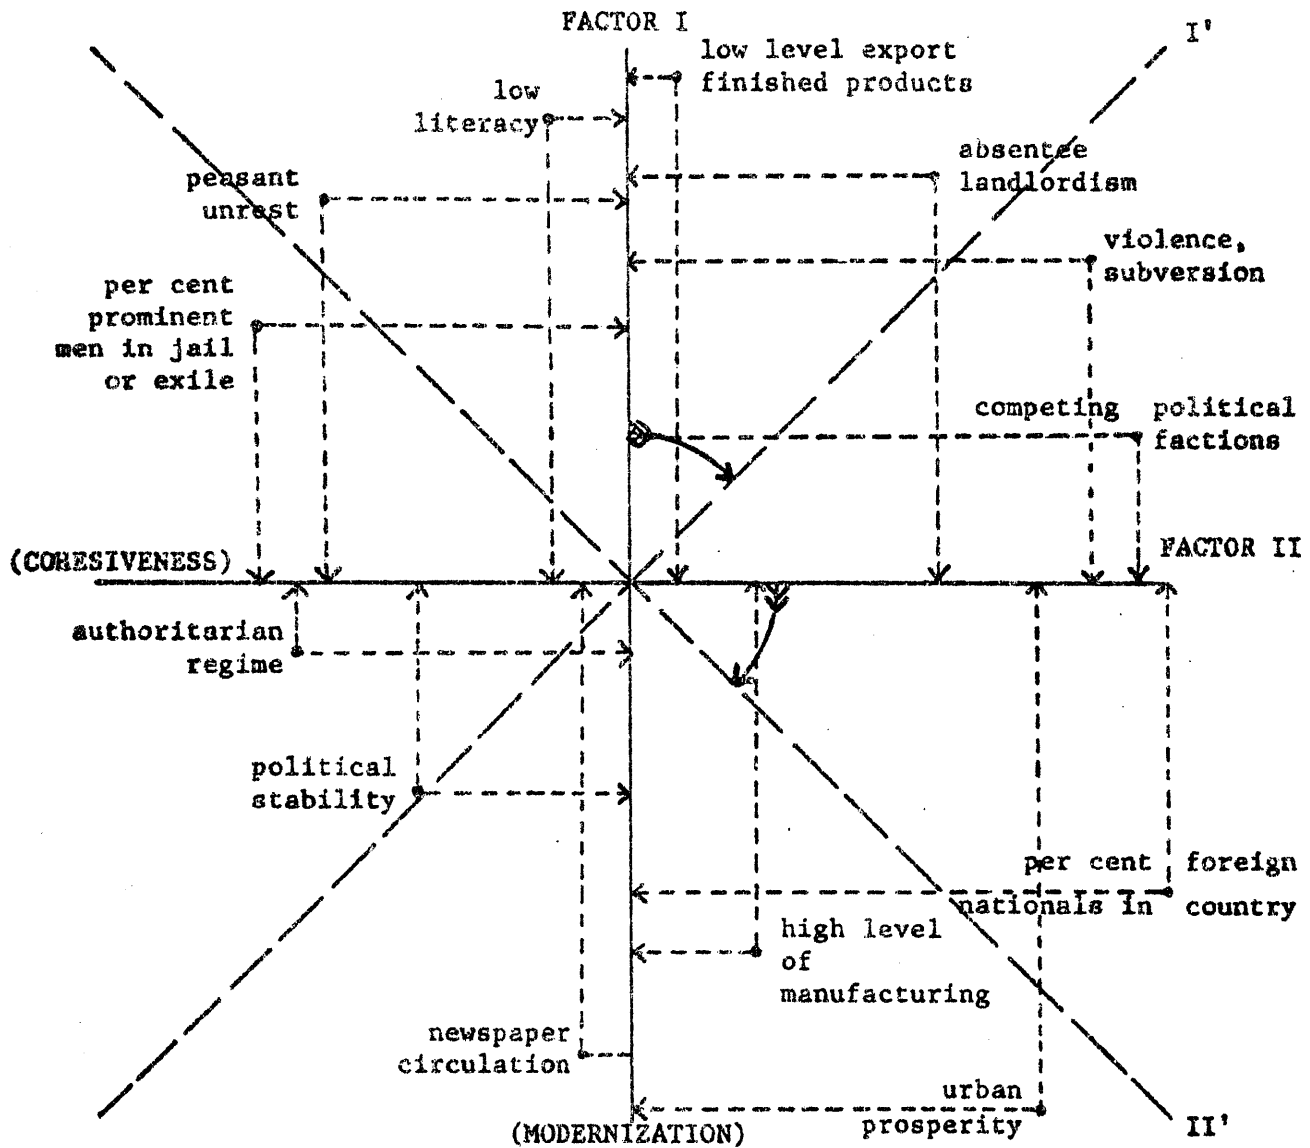 FACTOR I
I'
low level export
finished products
low
literacy
absentee
landlordism
peasant
unrest
violence,
subversion
per cent
prominent
men in jail
or exile
competing political
factions
(COHESIVENESS)
FACTOR II
authoritarian
regime
political
stability
per cent foreign
nationals in country
high level
of
manufacturing
newspaper
circulation
urban
prosperity
(MODERNIZATION)
II'